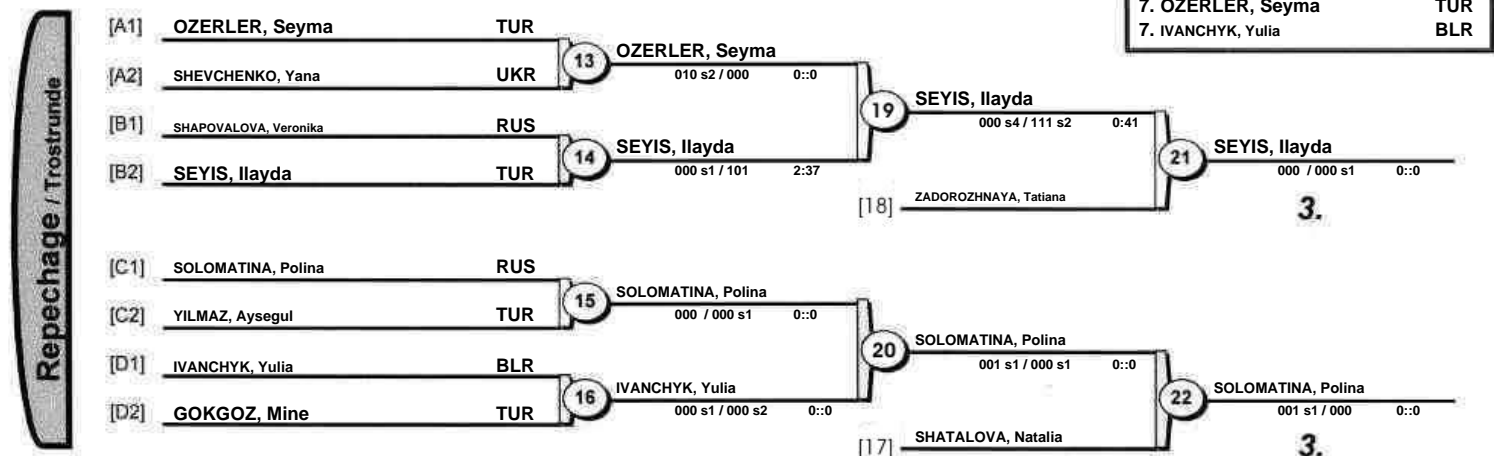 7. OZERLER, Seyma TUR
7. IVANCHYK, Yulia BLR
Repechage / Trostrunde
[A1] OZERLER, Seyma TUR
13
OZERLER, Seyma
010 s2 / 000 0::0
[A2] SHEVCHENKO, Yana UKR
19
SEYIS, Ilayda
000 s4 / 111 s2 0:41
[B1] SHAPOVALOVA, Veronika RUS
14
SEYIS, Ilayda
000 s1 / 101 2:37
[B2] SEYIS, Ilayda TUR
21
SEYIS, Ilayda
000 / 000 s1 0::0
[18] ZADOROZHNAYA, Tatiana
3.
[C1] SOLOMATINA, Polina RUS
15
SOLOMATINA, Polina
000 / 000 s1 0::0
[C2] YILMAZ, Aysegul TUR
20
SOLOMATINA, Polina
001 s1 / 000 s1 0::0
[D1] IVANCHYK, Yulia BLR
16
IVANCHYK, Yulia
000 s1 / 000 s2 0::0
[D2] GOKGOZ, Mine TUR
22
SOLOMATINA, Polina
001 s1 / 000 0::0
[17] SHATALOVA, Natalia
3.